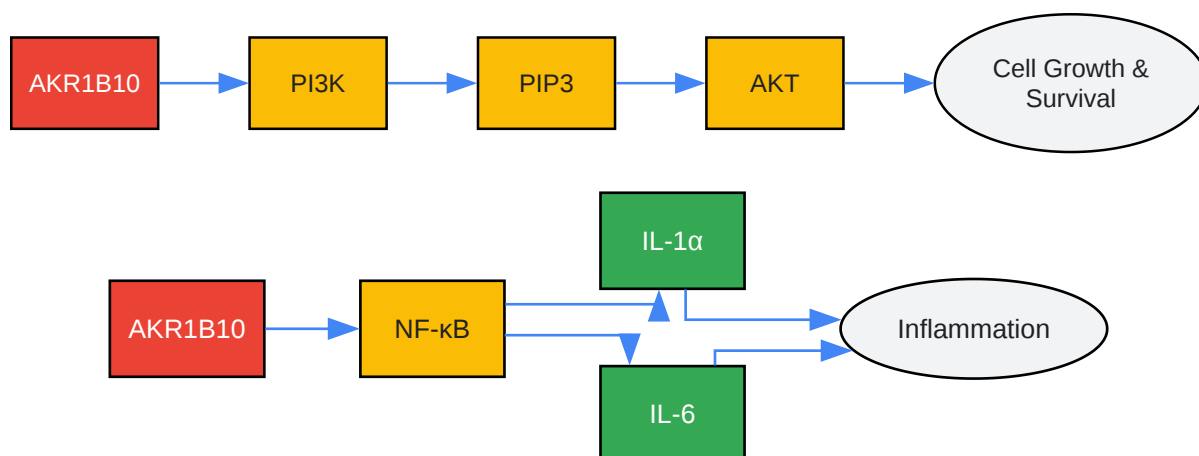 AKR1B10
PI3K
PIP3
AKT
Cell Growth &
Survival
IL-1α
AKR1B10
NF-κB
Inflammation
IL-6